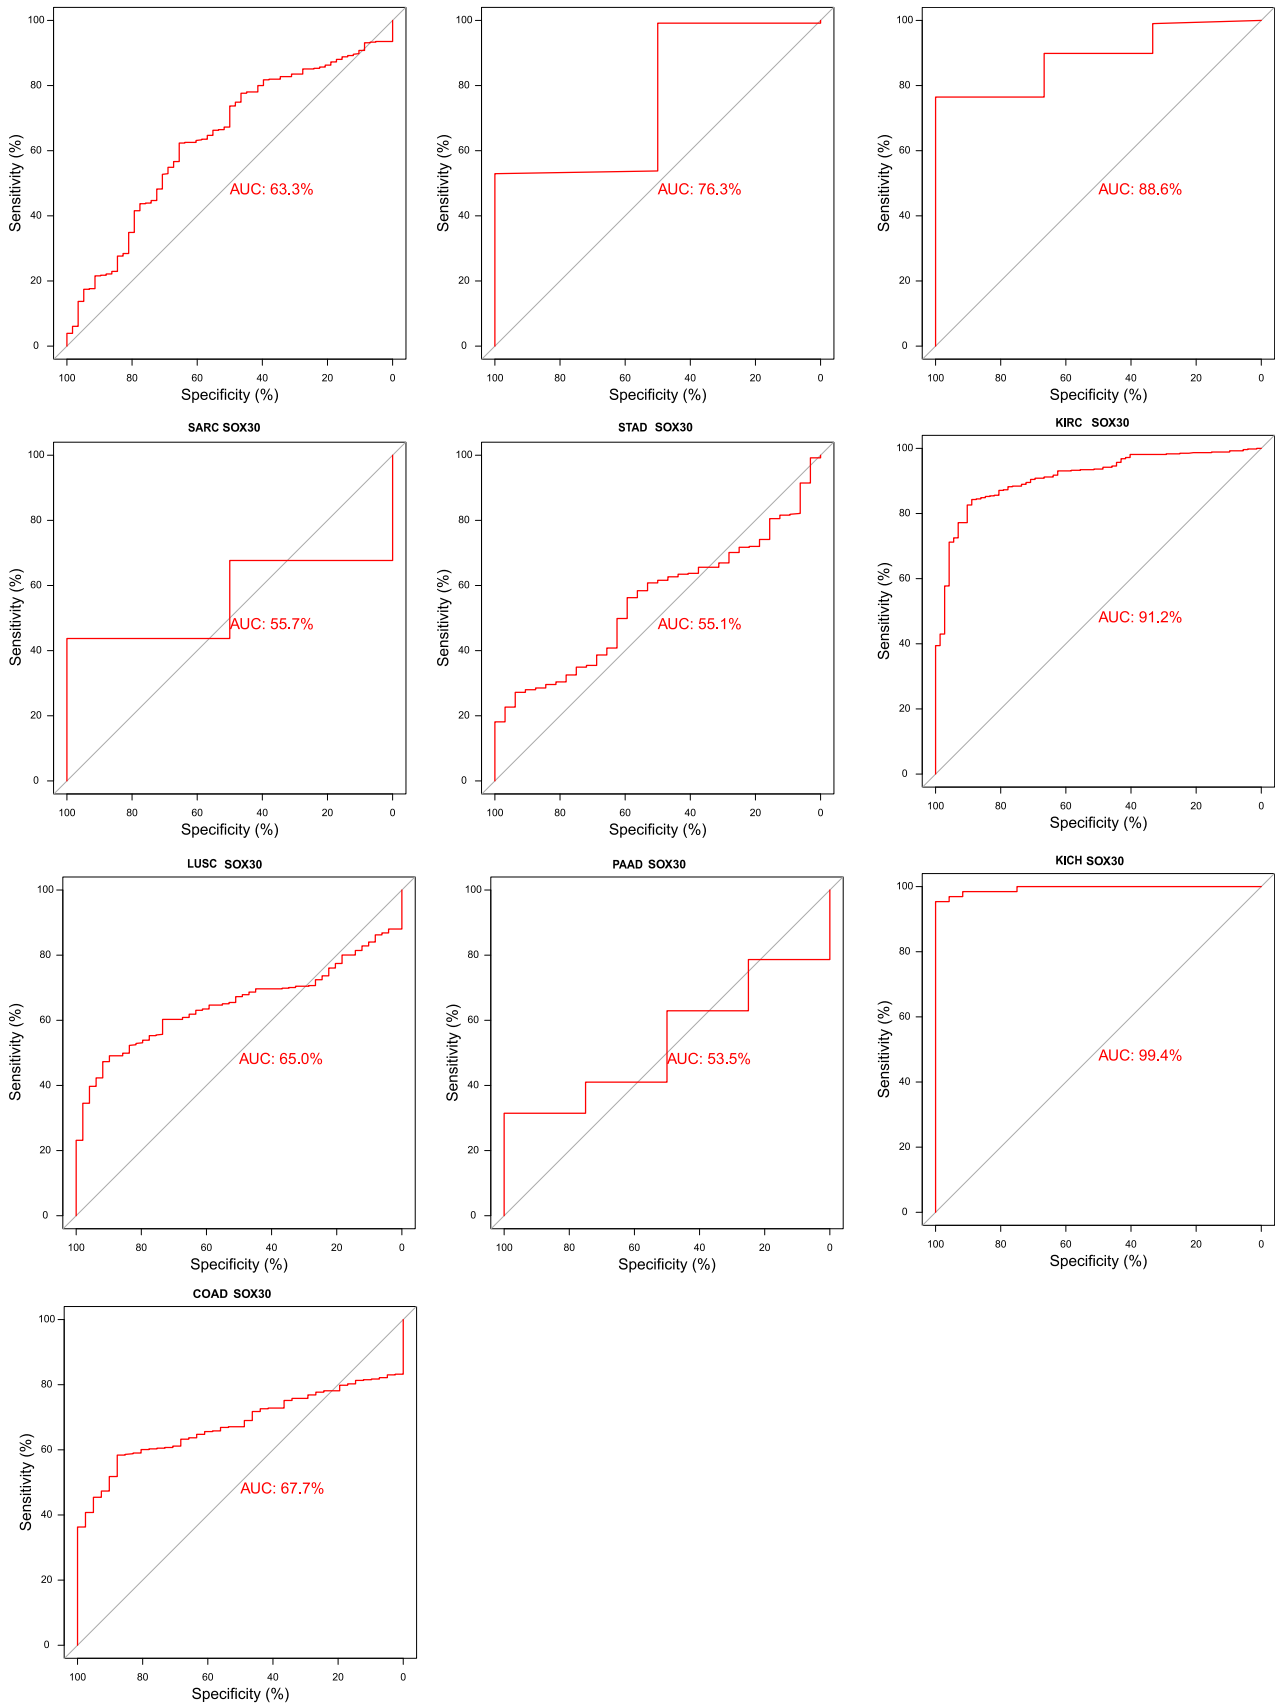 100
80
60
40
20
0
Sensitivity (%)
AUC: 63.3%
100 80 60 40 20 0
Specificity (%)
100
80
60
40
20
0
Sensitivity (%)
AUC: 76.3%
100 80 60 40 20 0
Specificity (%)
100
80
60
40
20
0
Sensitivity (%)
AUC: 88.6%
100 80 60 40 20 0
Specificity (%)
SARC SOX30
100
80
60
40
20
0
Sensitivity (%)
AUC: 55.7%
100 80 60 40 20 0
Specificity (%)
STAD SOX30
100
80
60
40
20
0
Sensitivity (%)
AUC: 55.1%
100 80 60 40 20 0
Specificity (%)
KIRC SOX30
100
80
60
40
20
0
Sensitivity (%)
AUC: 91.2%
100 80 60 40 20 0
Specificity (%)
LUSC SOX30
100
80
60
40
20
0
Sensitivity (%)
AUC: 65.0%
100 80 60 40 20 0
Specificity (%)
PAAD SOX30
100
80
60
40
20
0
Sensitivity (%)
AUC: 53.5%
100 80 60 40 20 0
Specificity (%)
KICH SOX30
100
80
60
40
20
0
Sensitivity (%)
AUC: 99.4%
100 80 60 40 20 0
Specificity (%)
COAD SOX30
100
80
60
40
20
0
Sensitivity (%)
AUC: 67.7%
100 80 60 40 20 0
Specificity (%)